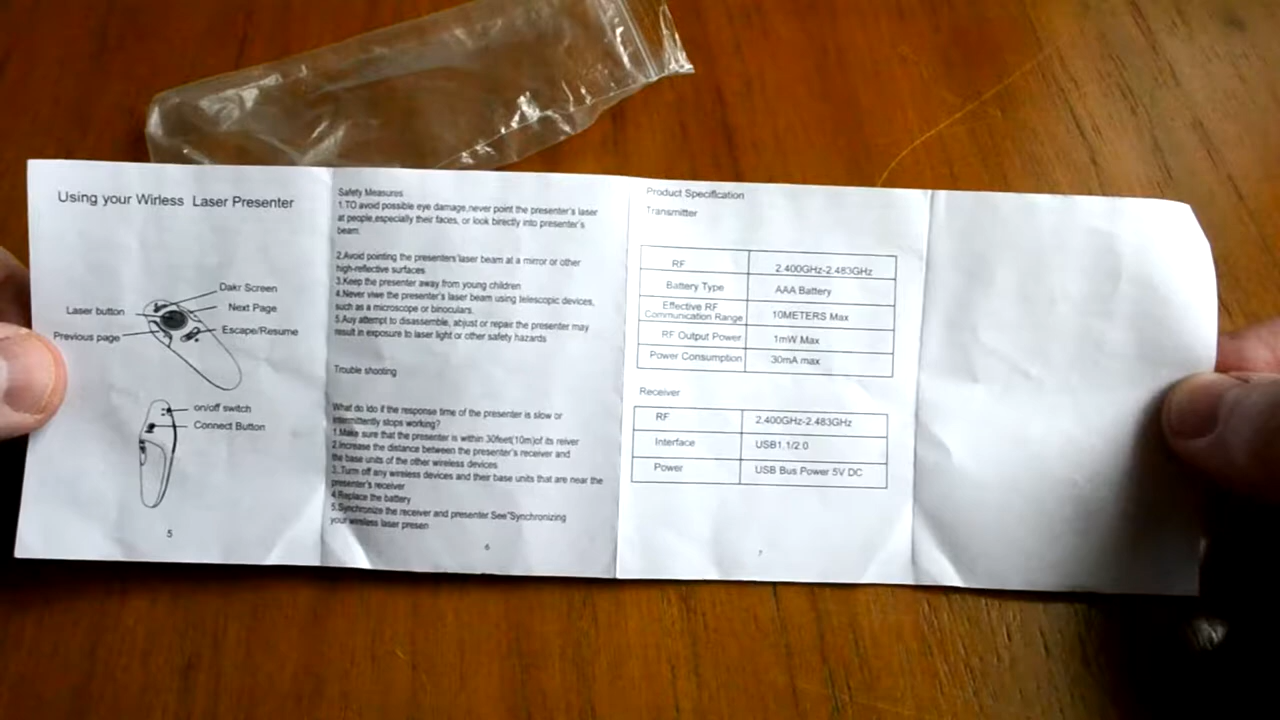 Using your Wirless Laser Presenter
Dakr Screen
Laser button
Next Page
Previous page
Escape/Resume
on/off switch
Connect Button
5
Safety Measures
1.TO avoid possible eye damage,never point the presenter's laser
at people,especially their faces, or look birectly into presenter's
beam.
2.Avoid pointing the presenters'laser beam at a mirror or other
high-reflective surfaces
3.Keep the presenter away from young children
4.Never viwe the presenter's laser beam using telescopic devices,
such as a microscope or binoculars.
5.Auy attempt to disassemble, abjust or repair the presenter may
result in exposure to laser light or other safety hazards
Trouble shooting
What do Ido if the response time of the presenter is slow or
intermittently stops working?
1.Make sure that the presenter is within 30feet(10m)of its reiver
2.Increase the distance between the presenter's receiver and
the base units of the other wireless devices
3.Turm off any wireless devices and their base units that are near the
presenter's receiver
4.Replace the battery
5.Synchronize the receiver and presenter.See"Synchronizing
your wireless laser presen
6
Product Specification
Transmitter
RF 2.400GHz-2.483GHz
Battery Type AAA Battery
Effective RF
Communication Range 10METERS Max
RF Output Power 1mW Max
Power Consumption 30mA max
Receiver
RF 2.400GHz-2.483GHz
Interface USB1.1/2.0
Power USB Bus Power 5V DC
7